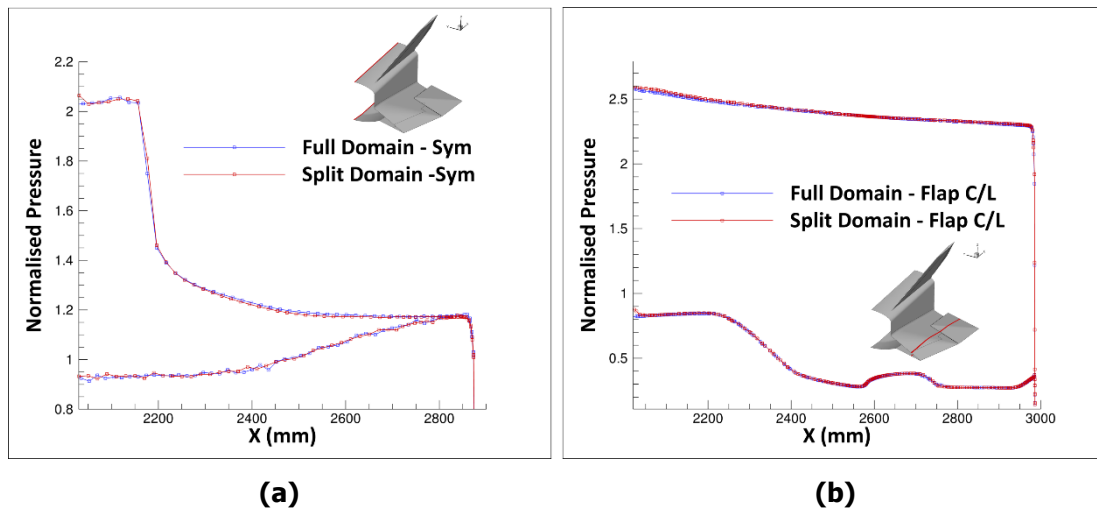 2.2
2
1.8
1.6
1.4
1.2
1
0.8
Normalised Pressure
Full Domain - Sym
Split Domain -Sym
2200
2400
2600
2800
X (mm)
(a)
2.5
2
1.5
1
0.5
Normalised Pressure
Full Domain - Flap C/L
Split Domain - Flap C/L
2200
2400
2600
2800
3000
X (mm)
(b)